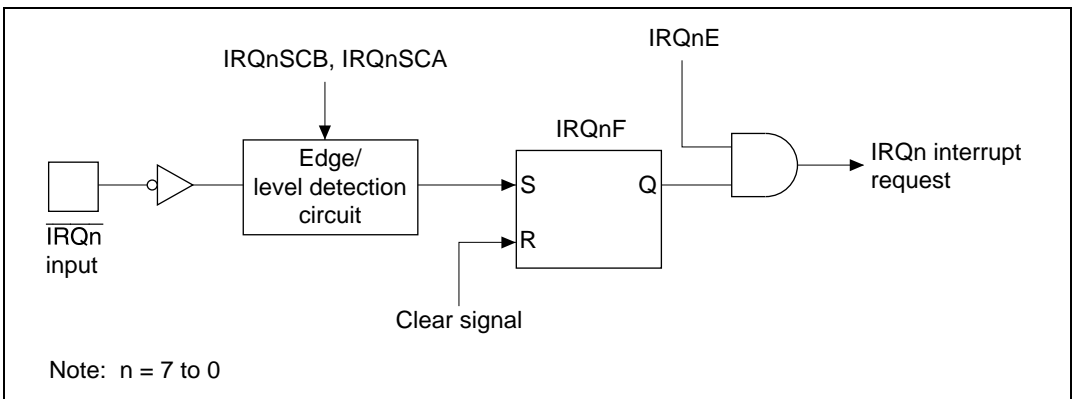 IRQnE
IRQnSCB, IRQnSCA
IRQnF
Edge/
level detection
circuit
S
Q
R
IRQn interrupt
request
IRQn
input
Clear signal
Note: n = 7 to 0